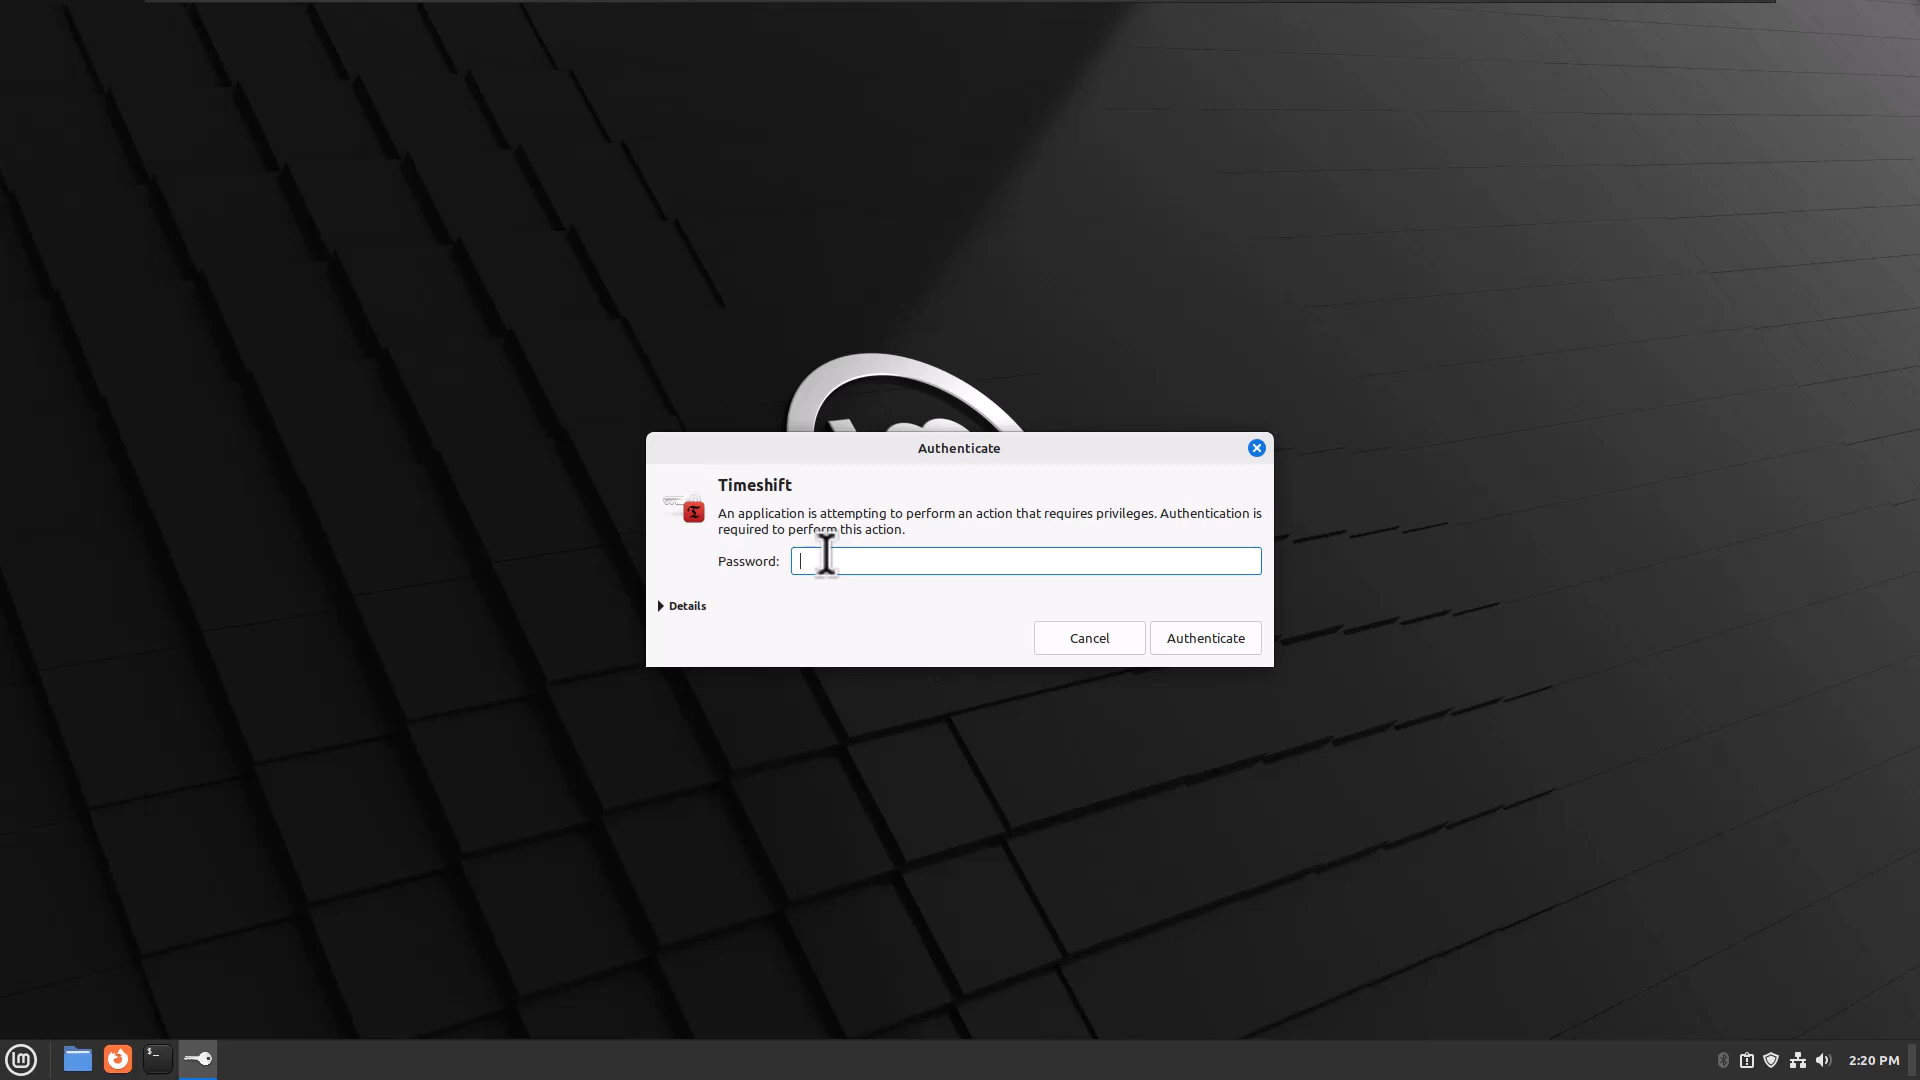 Authenticate
Timeshift
An application is attempting to perform an action that requires privileges. Authentication is
required to perform this action.
Password:
Details
Cancel
Authenticate
2:20 PM